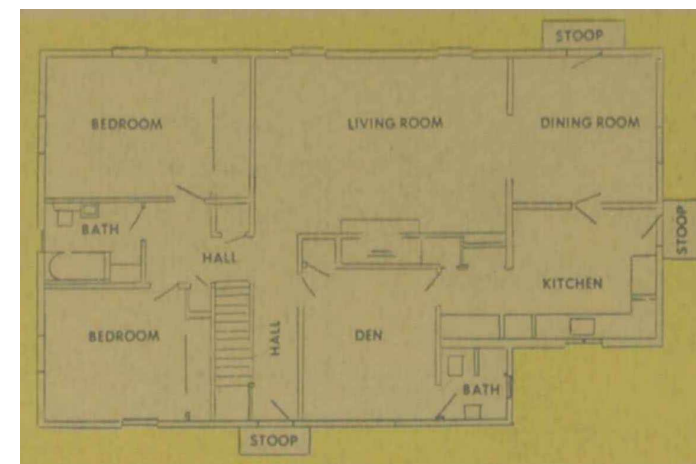 STOOP
BEDROOM
LIVING ROOM
DINING ROOM
BATH
STOOP
HALL
KITCHEN
BEDROOM
HALL
DEN
BATH
STOOP